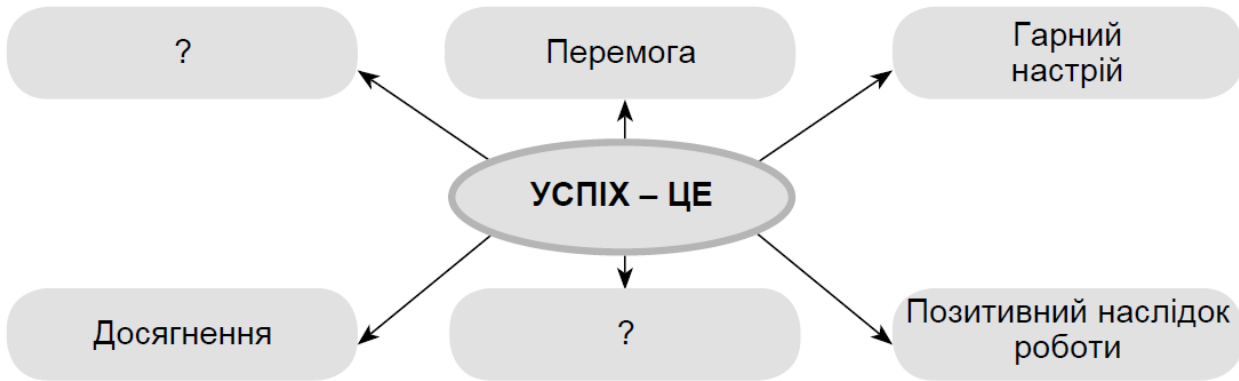 ?
Перемога
Гарний
настрій
УСПІХ – ЦЕ
Досягнення
?
Позитивний наслідок
роботи